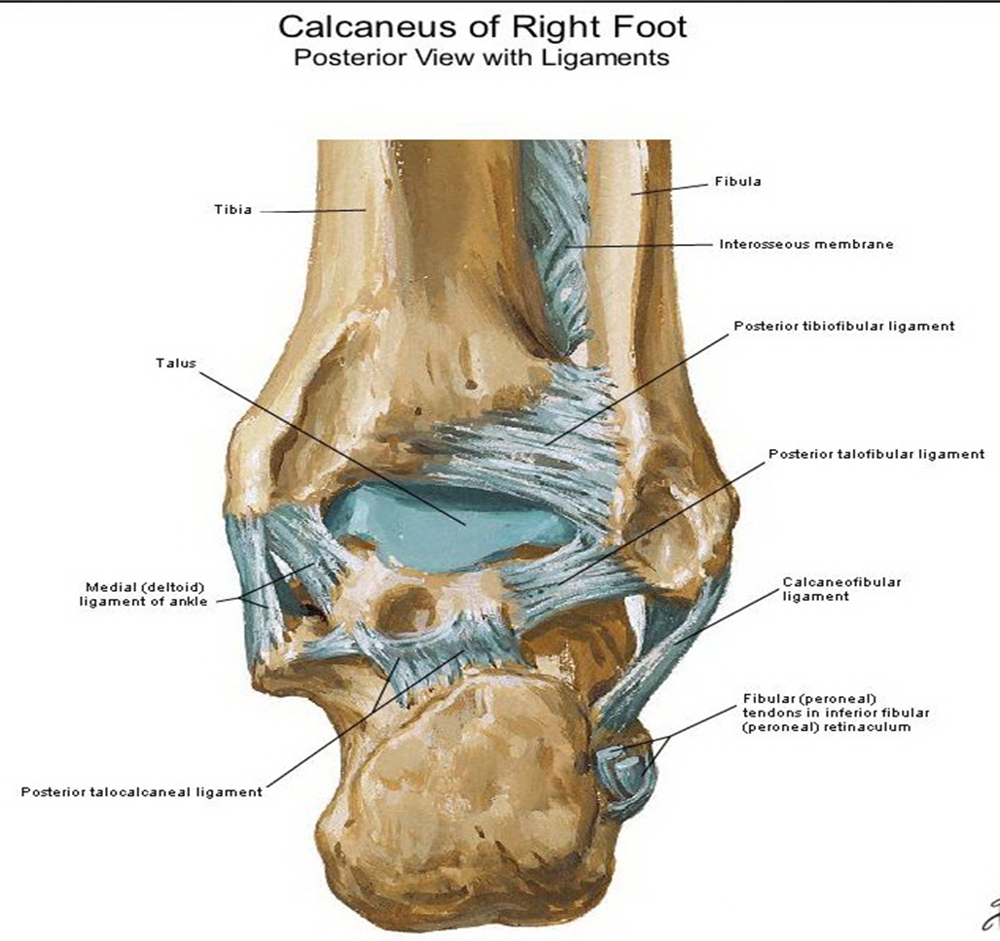 Calcaneus of Right Foot
Posterior View with Ligaments
Fibula
Tibia
Interosseous membrane
Posterior tibiofibular ligament
Talus
Posterior talofibular ligament
Medial (deltoid)
ligament of ankle
Calcaneofibular
ligament
Fibular (peroneal)
tendons in inferior fibular
(peroneal) retinaculum
Posterior talocalcaneal ligament